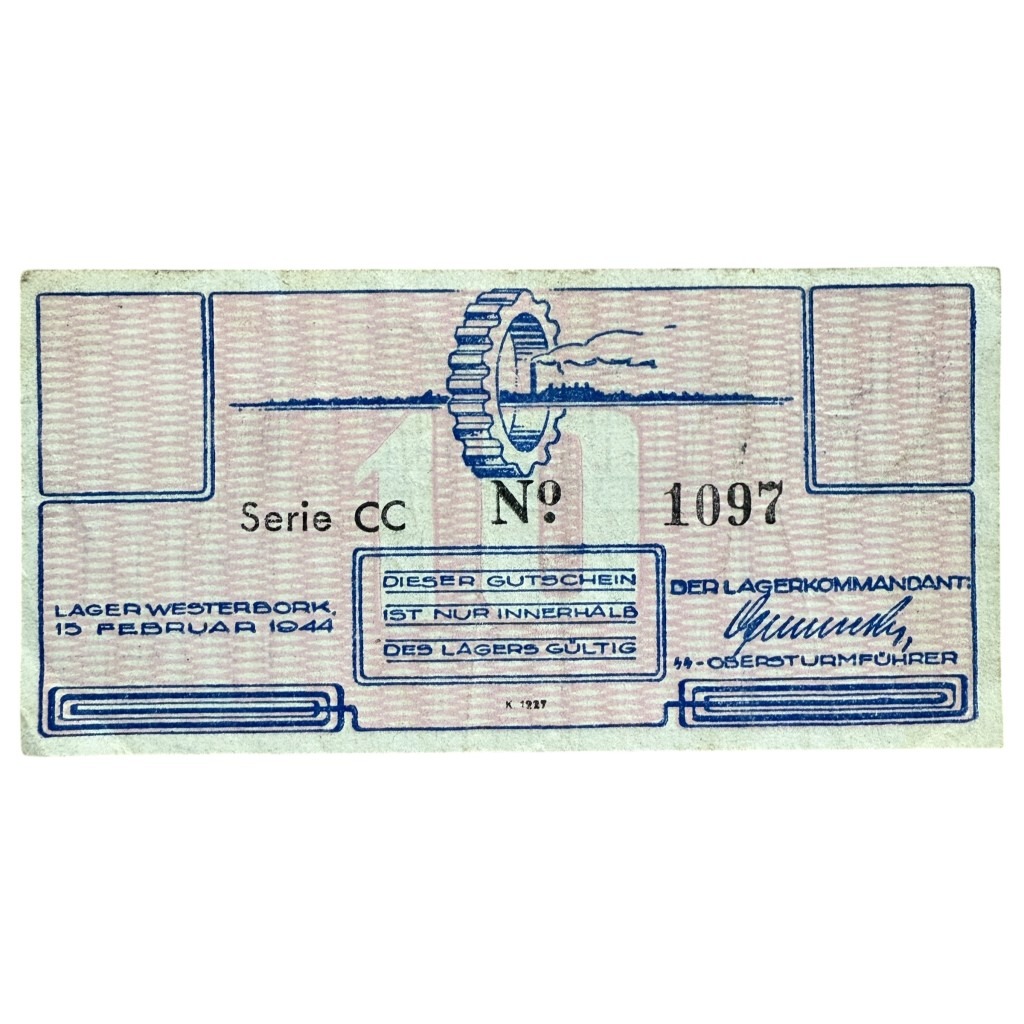 10
Serie CC Nº 1097
DIESER GUTSCHEIN
IST NUR INNERHALB
DES LAGERS GÜLTIG
LAGER WESTERBORK,
15 FEBRUAR 1944
DER LAGERKOMMANDANT:
SS-OBERSTURMFÜHRER
K 1227